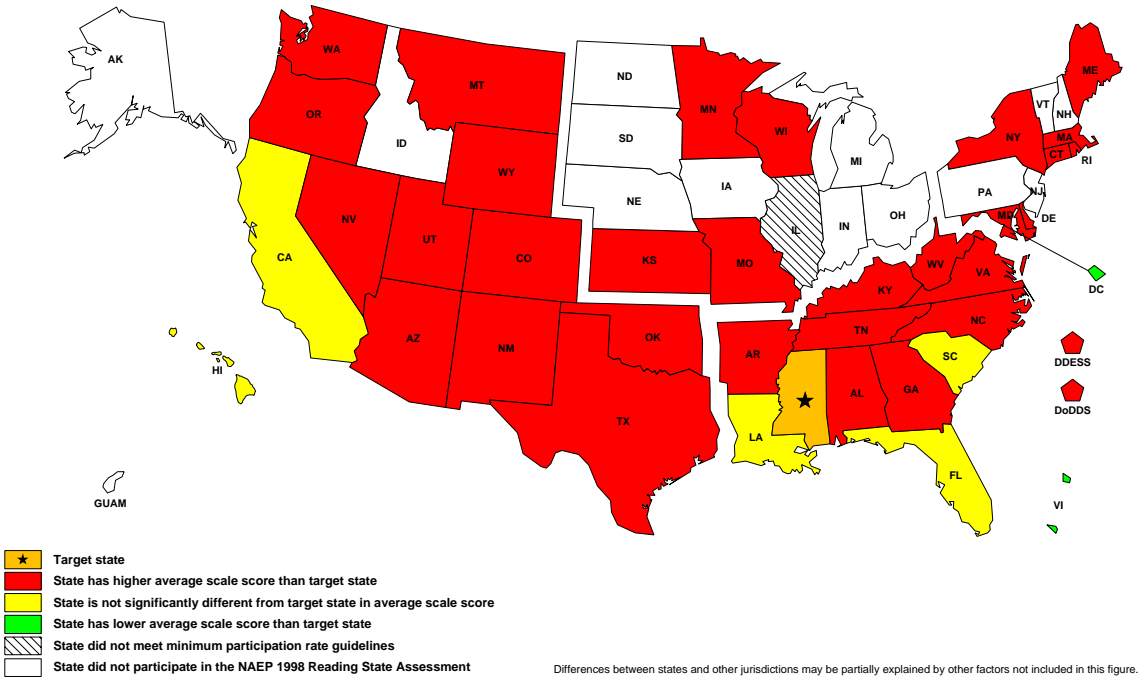 AK
WA
MT
ND
MN
ME
OR
ID
SD
WI
VT
NH
NY
MA
CT
RI
WY
MI
IA
NE
PA
NJ
NV
UT
CO
IL
IN
OH
MD
DE
CA
KS
MO
WV
VA
KY
DC
AZ
NM
OK
AR
TN
NC
SC
HI
AL
GA
DDESS
DoDDS
TX
LA
FL
GUAM
VI
Target state
State has higher average scale score than target state
State is not significantly different from target state in average scale score
State has lower average scale score than target state
State did not meet minimum participation rate guidelines
State did not participate in the NAEP 1998 Reading State Assessment
Differences between states and other jurisdictions may be partially explained by other factors not included in this figure.